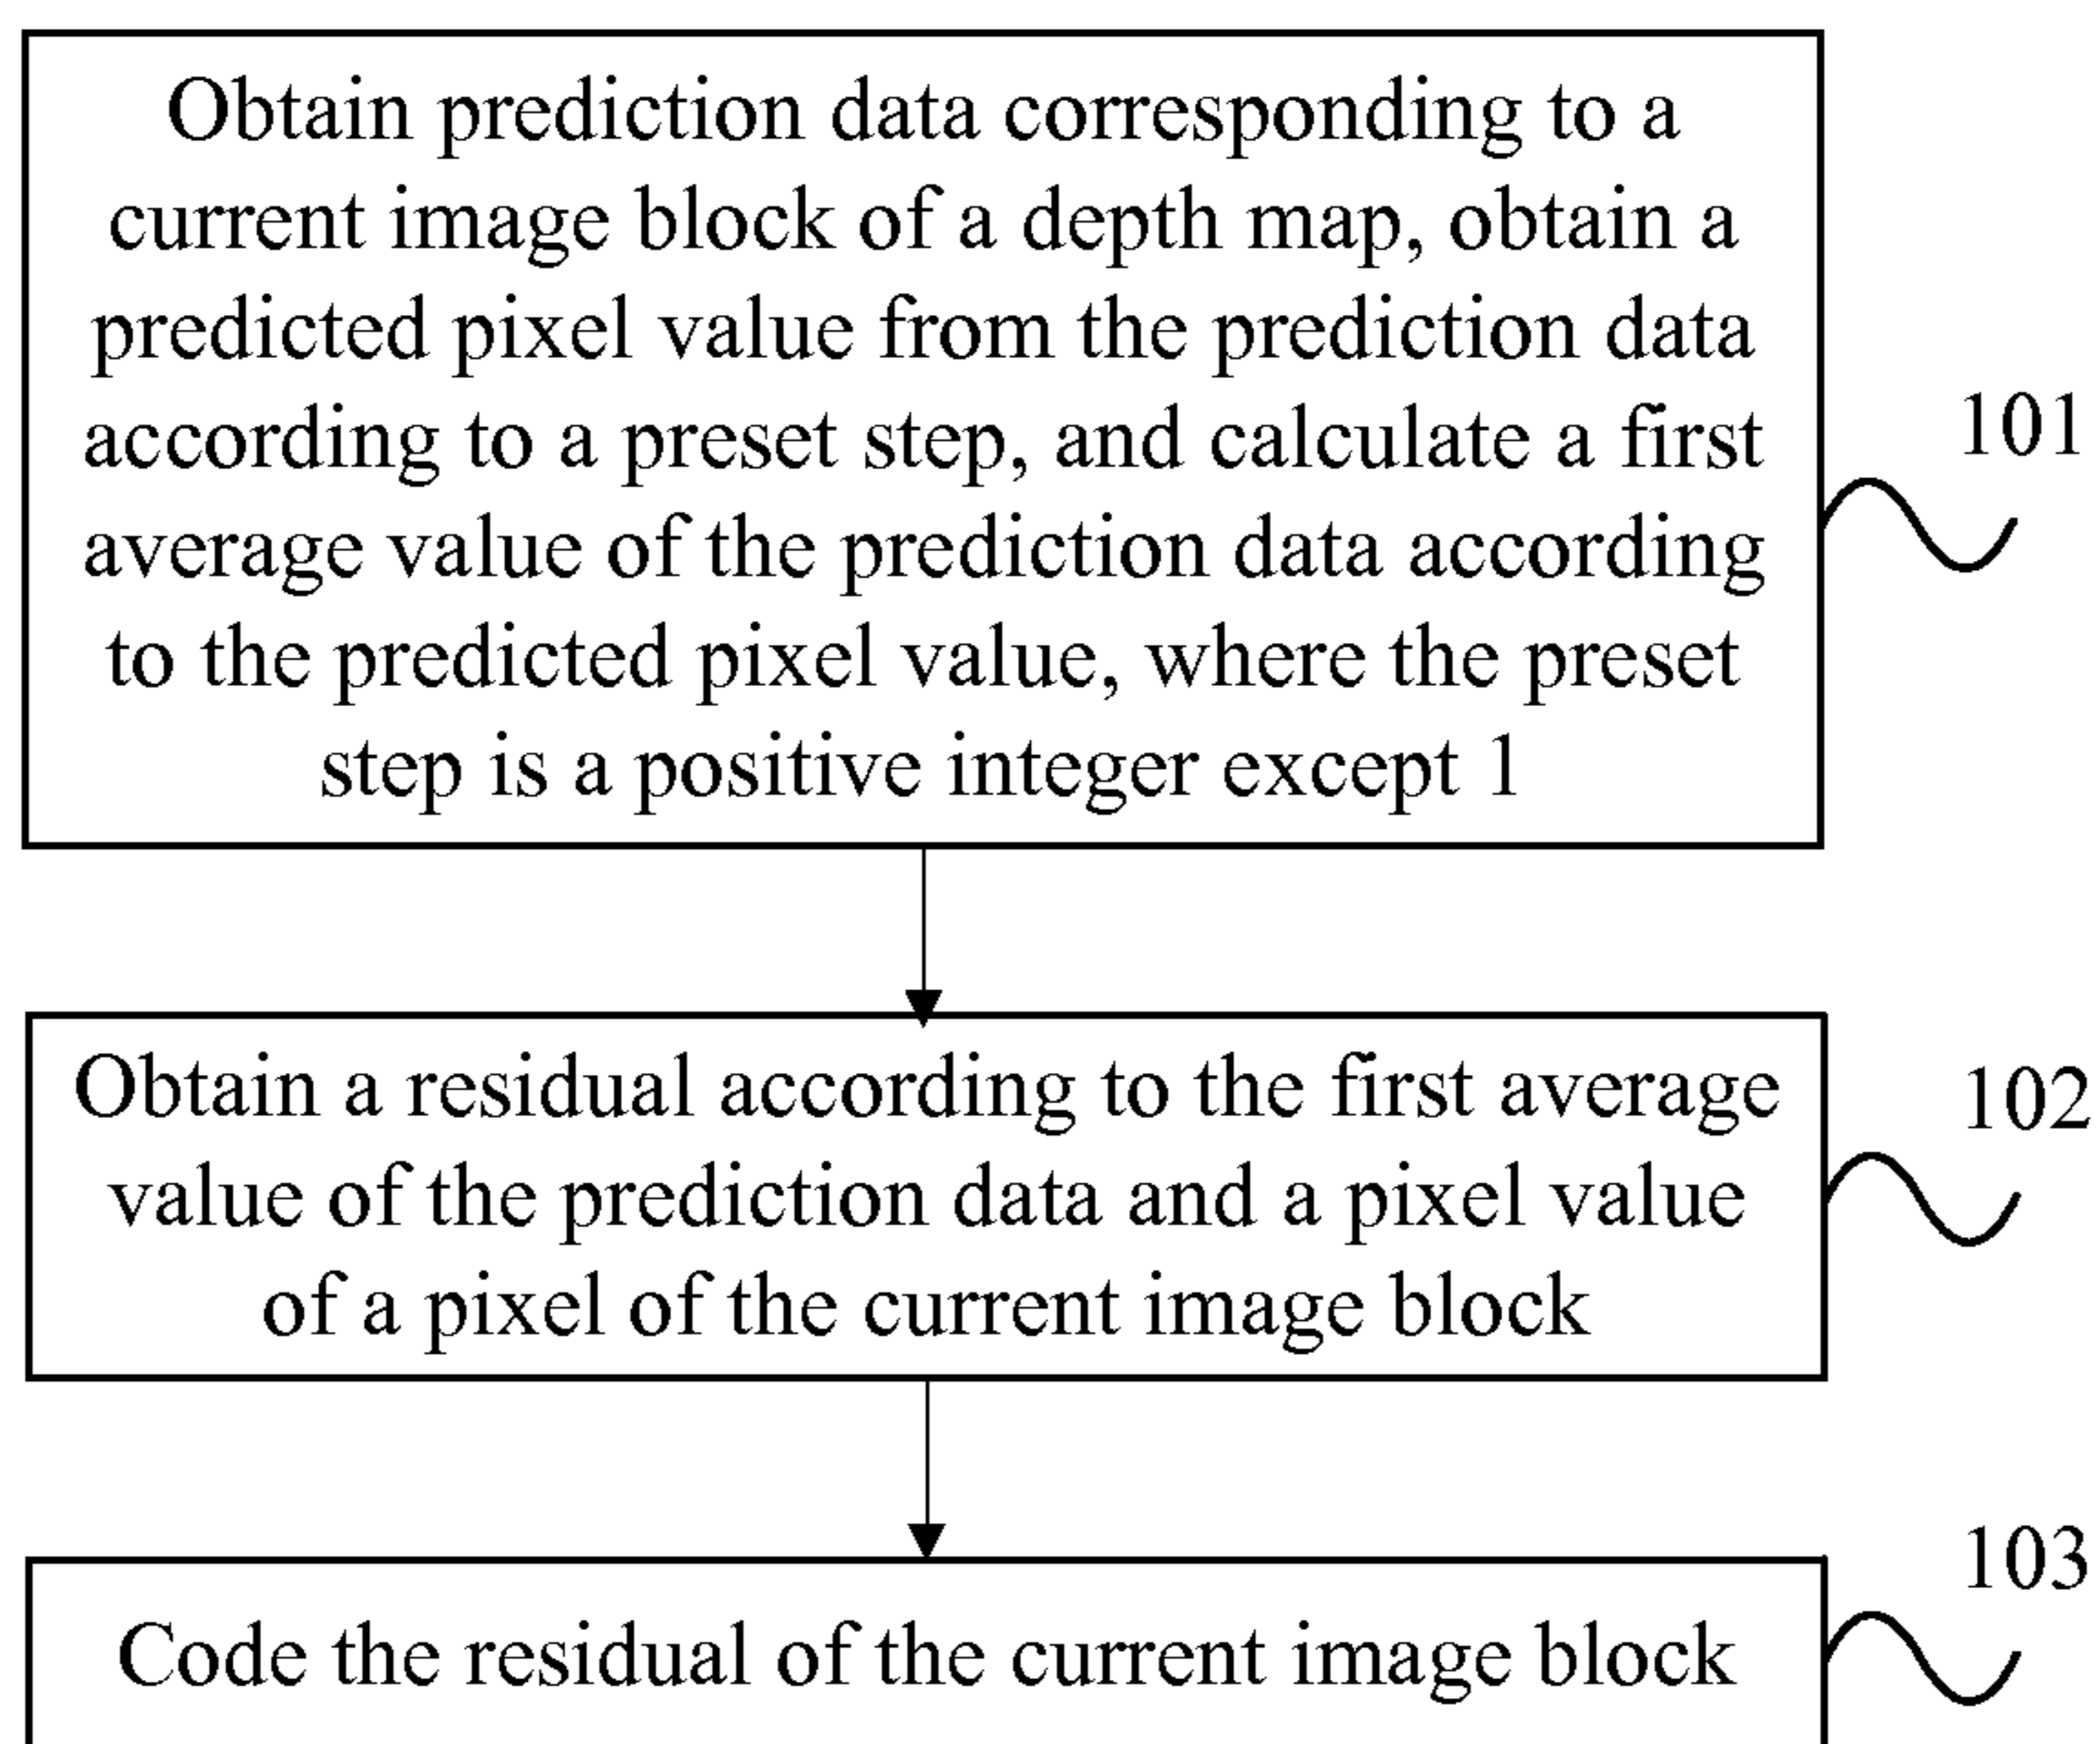 Obtain prediction data corresponding to a
current image block of a depth map, obtain a
predicted pixel value from the prediction data
according to a preset step, and calculate a first
average value of the prediction data according
to the predicted pixel value, where the preset
step is a positive integer except 1
101
Obtain a residual according to the first average
value of the prediction data and a pixel value
of a pixel of the current image block
102
Code the residual of the current image block
103